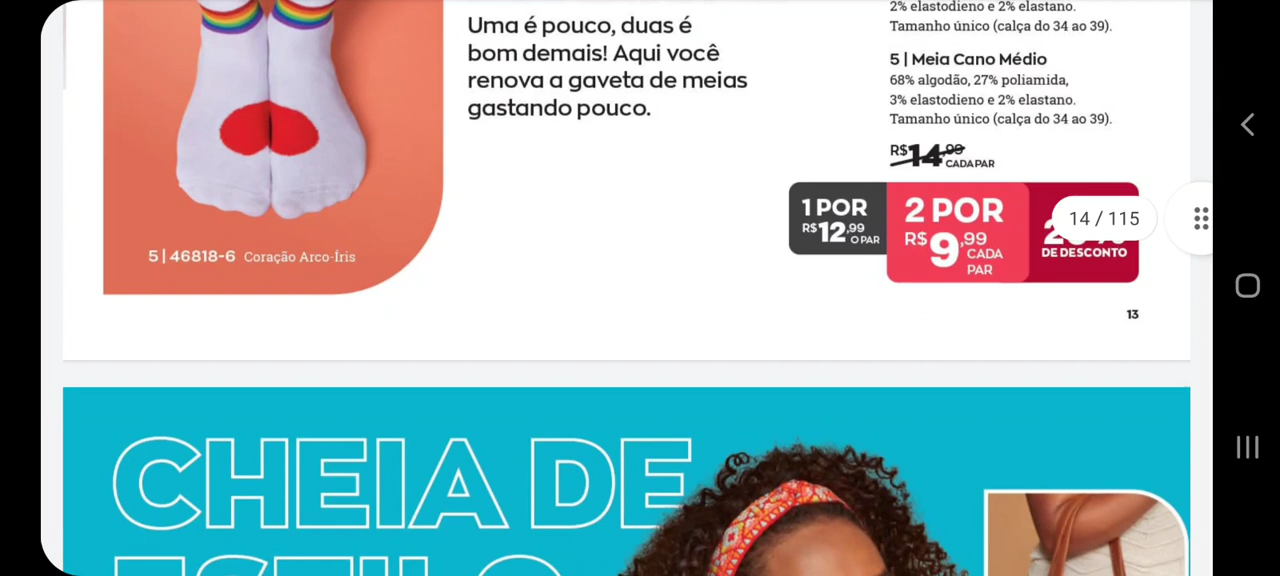 Uma é pouco, duas é
bom demais! Aqui você
renova a gaveta de meias
gastando pouco.
5 | 46818-6 Coração Arco-Íris
2% elastodieno e 2% elastano.
Tamanho único (calça do 34 ao 39).
5 | Meia Cano Médio
68% algodão, 27% poliamida,
3% elastodieno e 2% elastano.
Tamanho único (calça do 34 ao 39).
R$14,99
CADA PAR
1 POR
R$12,99
O PAR
2 POR
R$9,99
CADA
PAR
DE DESCONTO
14 / 115
13
CHEIA DE
ESTILO